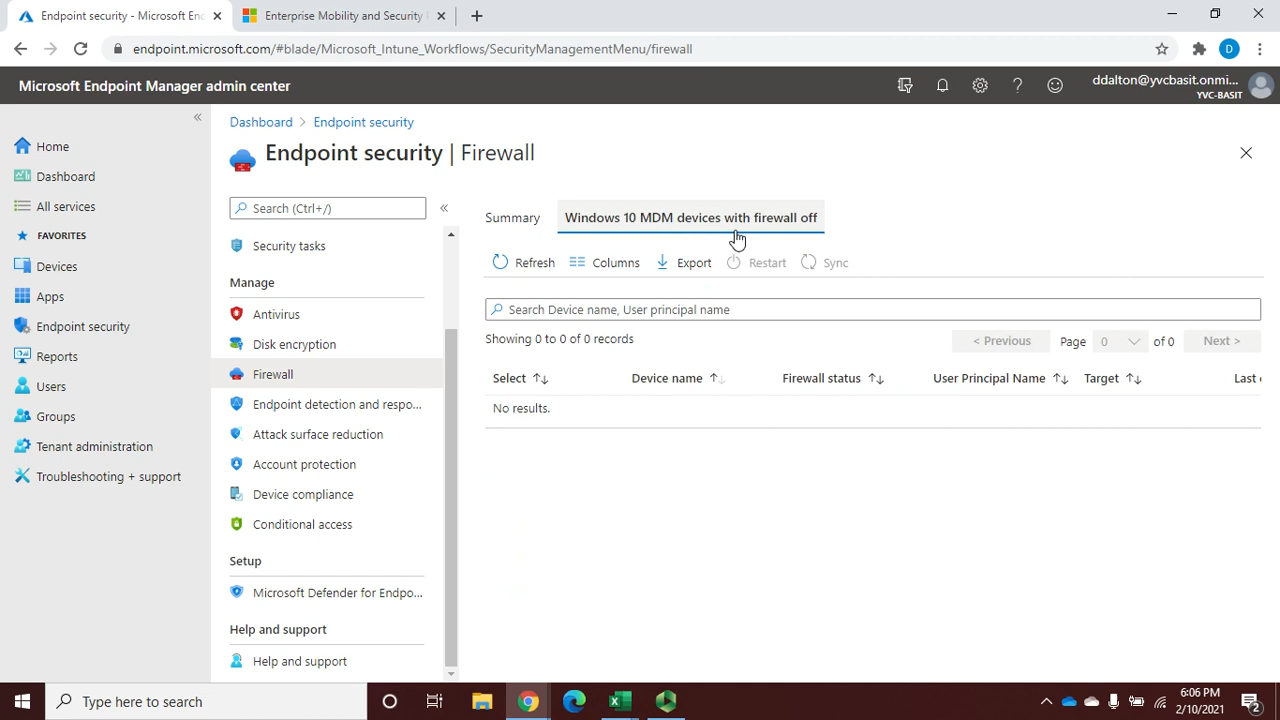 Endpoint security - Microsoft En
Enterprise Mobility and Security
endpoint.microsoft.com/#blade/Microsoft_Intune_Workflows/SecurityManagementMenu/firewall
D
Microsoft Endpoint Manager admin center
ddalton@yvcbasit.onmi...
YVC-BASIT
Home
Dashboard
All services
FAVORITES
Devices
Apps
Endpoint security
Reports
Users
Groups
Tenant administration
Troubleshooting + support
Dashboard > Endpoint security
Endpoint security | Firewall
Search (Ctrl+/)
Security tasks
Manage
Antivirus
Disk encryption
Firewall
Endpoint detection and respo...
Attack surface reduction
Account protection
Device compliance
Conditional access
Setup
Microsoft Defender for Endpo...
Help and support
Help and support
Summary
Windows 10 MDM devices with firewall off
Refresh
Columns
Export
Restart
Sync
Search Device name, User principal name
Showing 0 to 0 of 0 records
< Previous
Page
0
of 0
Next >
Select
Device name
Firewall status
User Principal Name
Target
Last
No results.
Type here to search
6:06 PM
2/10/2021
2